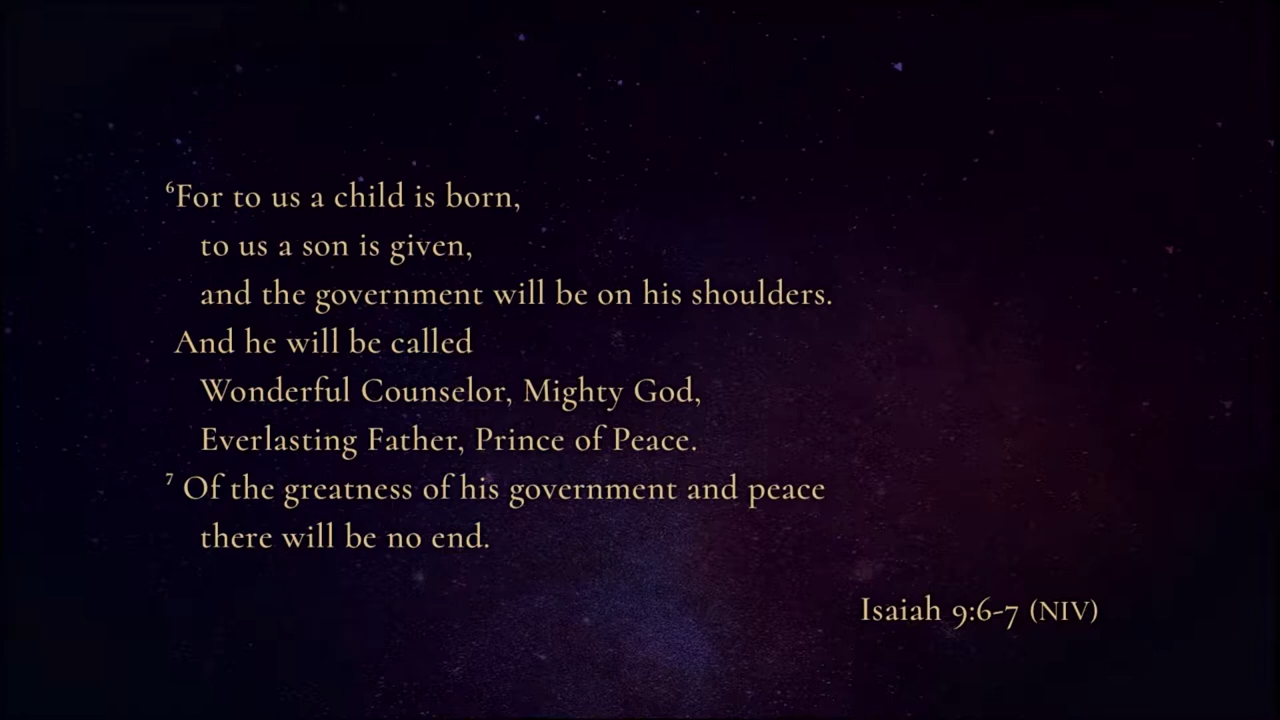 ⁶For to us a child is born,
to us a son is given,
and the government will be on his shoulders.
And he will be called
Wonderful Counselor, Mighty God,
Everlasting Father, Prince of Peace.
⁷ Of the greatness of his government and peace
there will be no end.
Isaiah 9:6-7 (NIV)